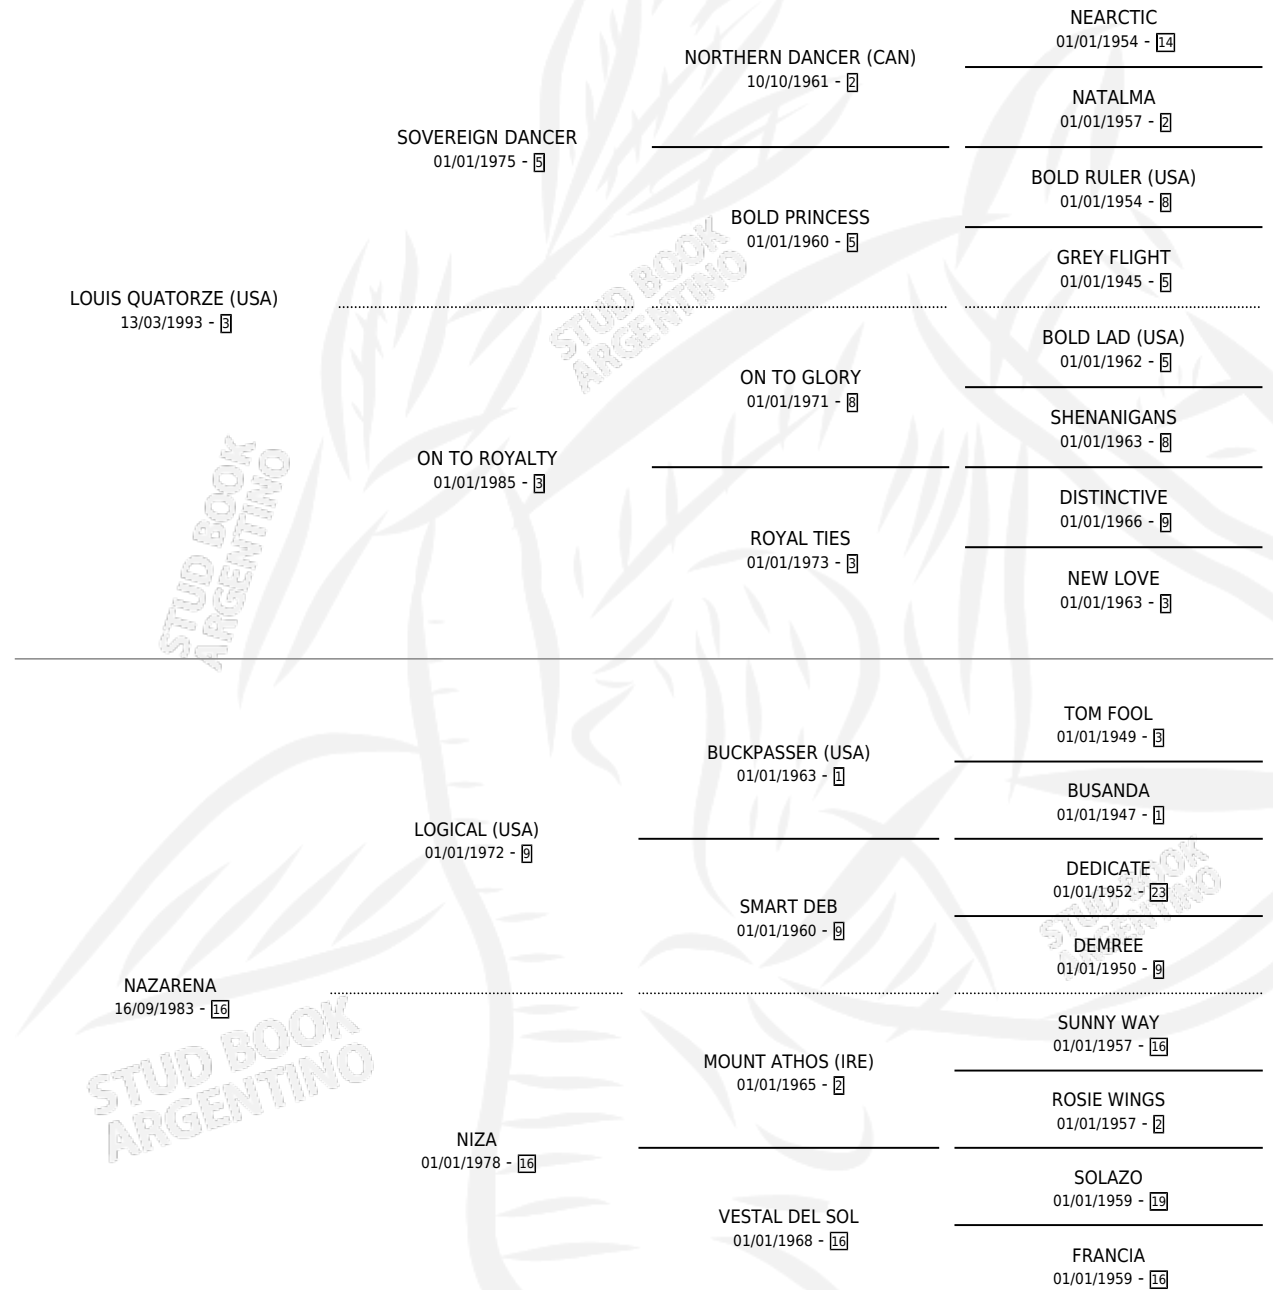 NEARCTIC
01/01/1954 - 14
NORTHERN DANCER (CAN)
10/10/1961 - 2
NATALMA
01/01/1957 - 2
SOVEREIGN DANCER
01/01/1975 - 5
BOLD RULER (USA)
01/01/1954 - 8
BOLD PRINCESS
01/01/1960 - 5
GREY FLIGHT
01/01/1945 - 5
LOUIS QUATORZE (USA)
13/03/1993 - 3
BOLD LAD (USA)
01/01/1962 - 5
ON TO GLORY
01/01/1971 - 8
SHENANIGANS
01/01/1963 - 8
ON TO ROYALTY
01/01/1985 - 3
DISTINCTIVE
01/01/1966 - 9
ROYAL TIES
01/01/1973 - 3
NEW LOVE
01/01/1963 - 3
TOM FOOL
01/01/1949 - 3
BUCKPASSER (USA)
01/01/1963 - 1
BUSANDA
01/01/1947 - 1
LOGICAL (USA)
01/01/1972 - 9
DEDICATE
01/01/1952 - 23
SMART DEB
01/01/1960 - 9
DEMREE
01/01/1950 - 9
NAZARENA
16/09/1983 - 16
SUNNY WAY
01/01/1957 - 16
MOUNT ATHOS (IRE)
01/01/1965 - 2
ROSIE WINGS
01/01/1957 - 2
NIZA
01/01/1978 - 16
SOLAZO
01/01/1959 - 19
VESTAL DEL SOL
01/01/1968 - 16
FRANCIA
01/01/1959 - 16
STUD BOOK
ARGENTINO
STUD BOOK
ARGENTINO
STUD BOOK
ARGENTINO
STUD BOOK
ARGENTINO